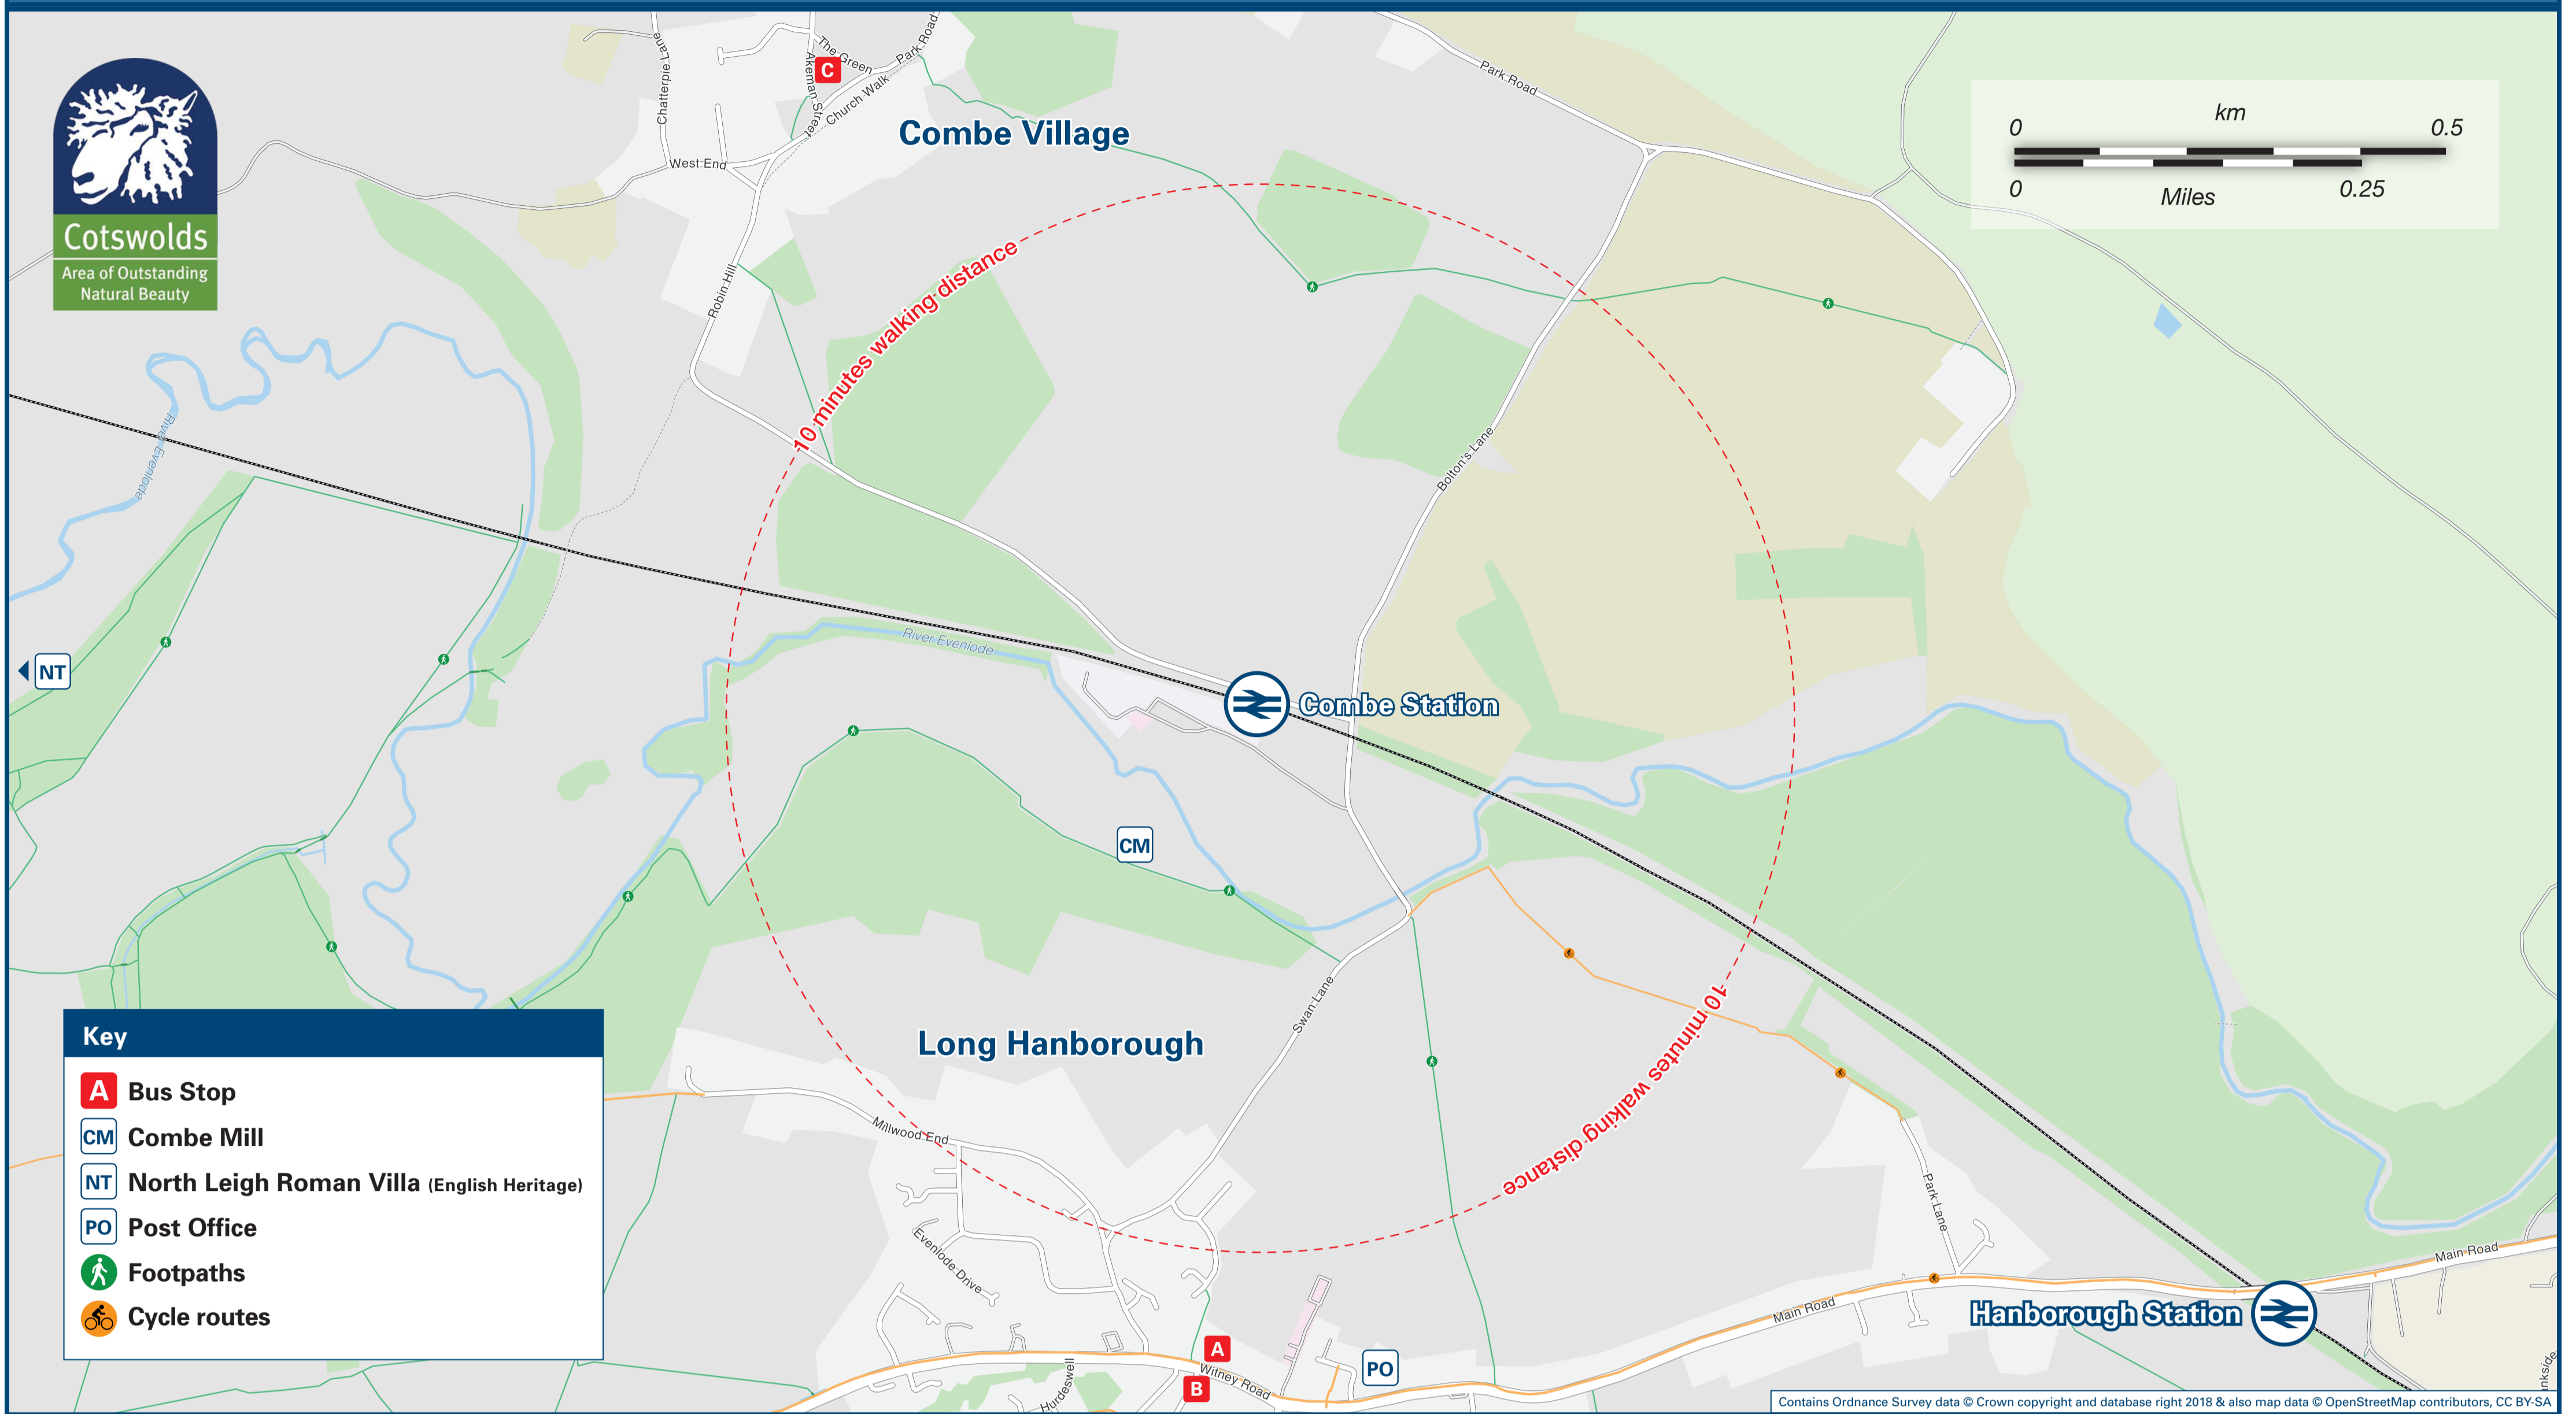 Cotswolds
Area of Outstanding
Natural Beauty
Chatterpie Lane
The Green
Akeman Street
Park Road
C
Church Walk
West End
Combe Village
Robin Hill
Park Road
km
0
0.5
0
0.25
Miles
10 minutes walking distance
Bolton's Lane
River Evenlode
NT
River Evenlode
Combe Station
CM
Swan Lane
Long Hanborough
10 minutes walking distance
Millwood End
Evenlode Drive
Park Lane
Main Road
Main Road
Hanborough Station
A
B
Witney Road
PO
Hurdeswell
nkside
Key
A Bus Stop
CM Combe Mill
NT North Leigh Roman Villa (English Heritage)
PO Post Office
Footpaths
Cycle routes
Contains Ordnance Survey data © Crown copyright and database right 2018 & also map data © OpenStreetMap contributors, CC BY-SA